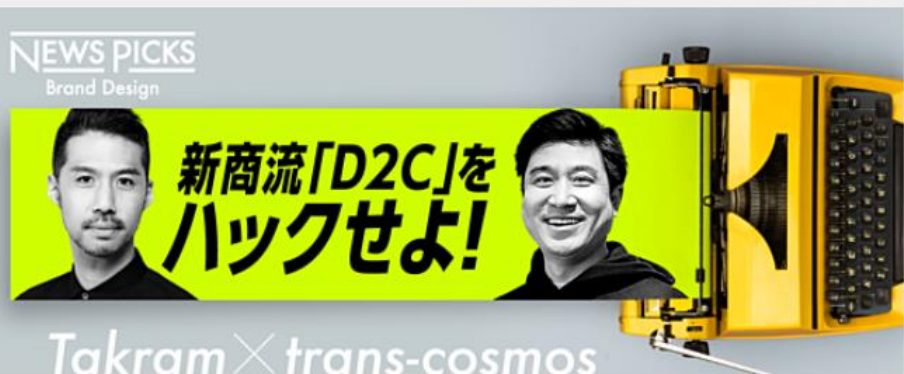 NEWS PICKS
Brand Design
新商流「D2C」を
ハックせよ!
Takram×trans-cosmos